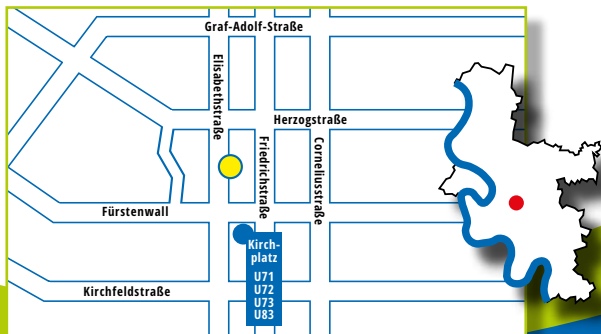 Graf-Adolf-Straße
Elisabethstraße
Herzogstraße
Friedrichstraße
Corneliusstraße
Fürstenwall
Kirch-
platz
U71
U72
U73
U83
Kirchfeldstraße